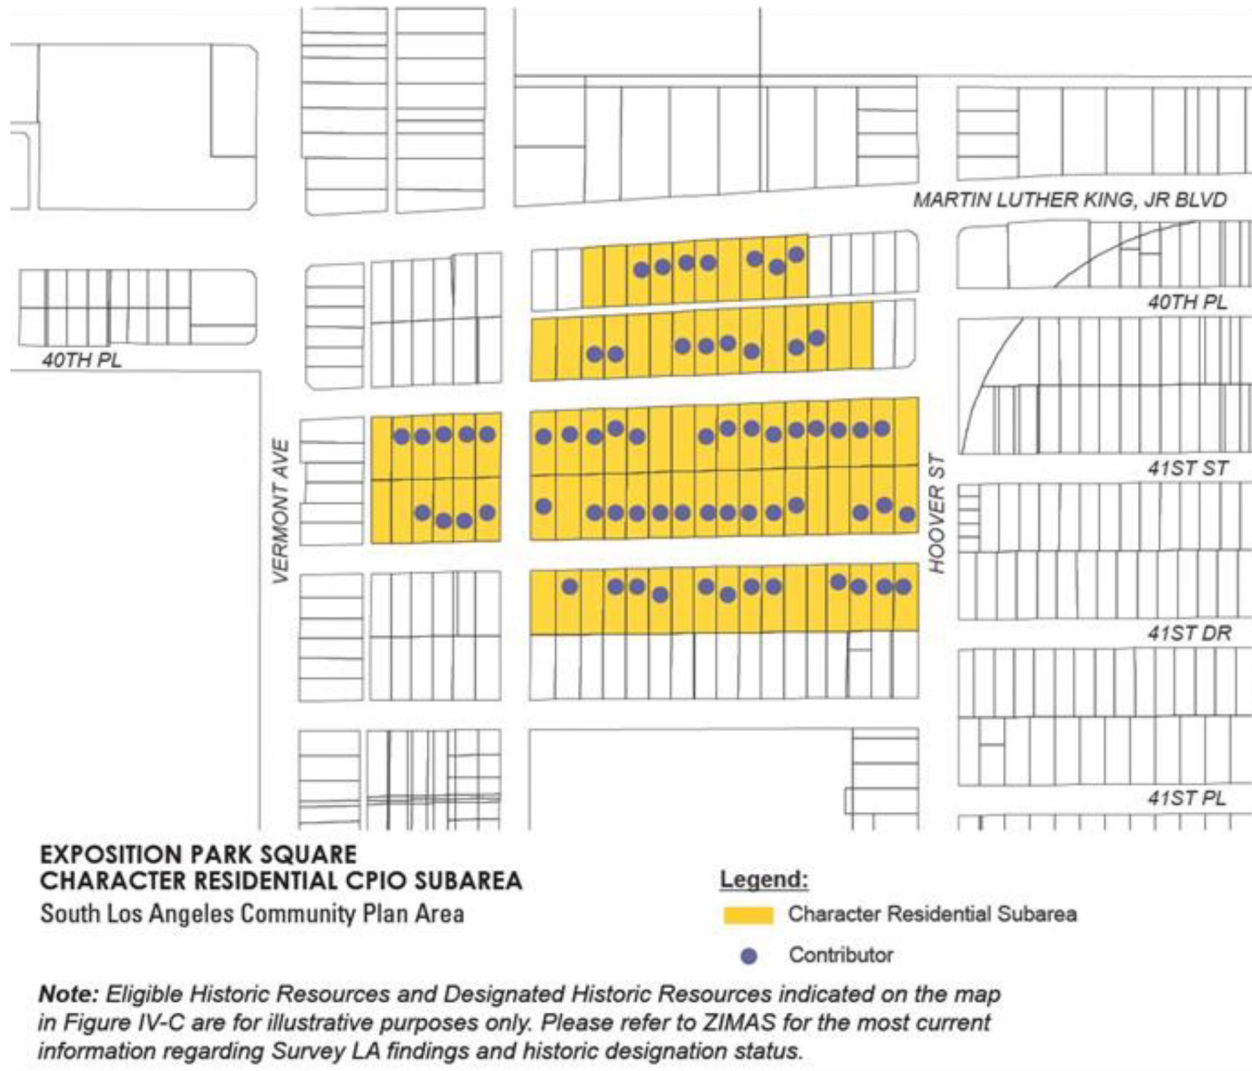 MARTIN LUTHER KING, JR BLVD
40TH PL
40TH PL
VERMONT AVE
HOOVER ST
41ST ST
41ST DR
41ST PL
EXPOSITION PARK SQUARE
CHARACTER RESIDENTIAL CPIO SUBAREA
South Los Angeles Community Plan Area
Legend:
Character Residential Subarea
Contributor
Note: Eligible Historic Resources and Designated Historic Resources indicated on the map
in Figure IV-C are for illustrative purposes only. Please refer to ZIMAS for the most current
information regarding Survey LA findings and historic designation status.